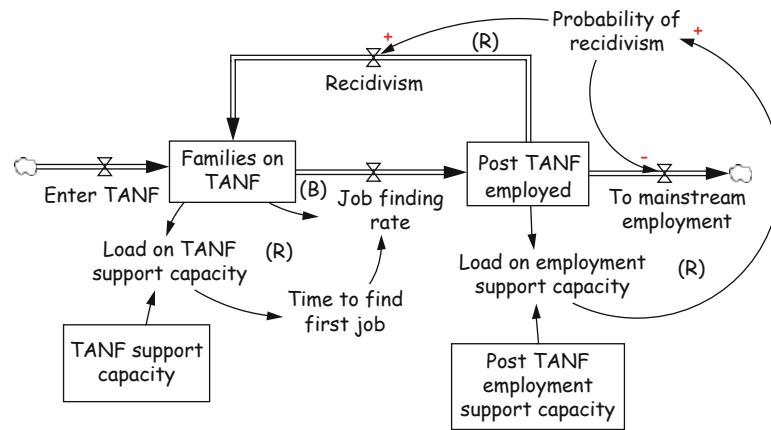 Probability of
recidivism
+
(R)
+
Recidivism
Families on
TANF
Post TANF
employed
-
Enter TANF
(B)
Job finding
rate
To mainstream
employment
Load on TANF
support capacity
(R)
Load on employment
support capacity
(R)
Time to find
first job
TANF support
capacity
Post TANF
employment
support capacity